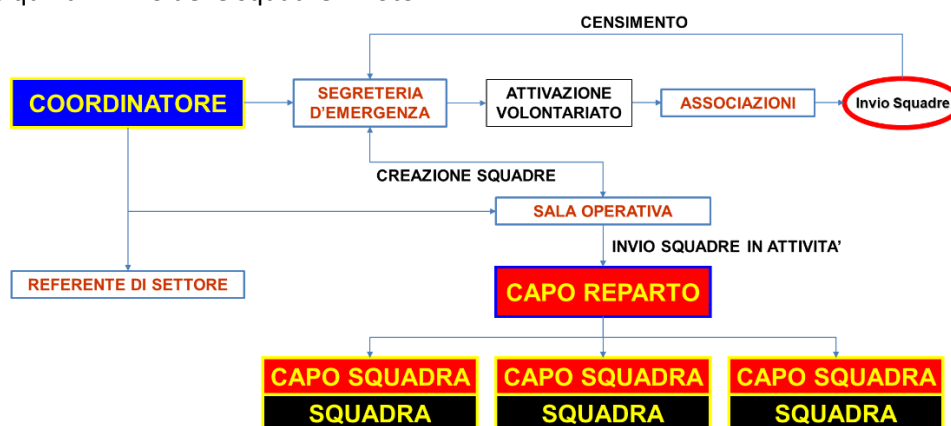 CENSIMENTO
COORDINATORE
SEGRETERIA
D'EMERGENZA
ATTIVAZIONE
VOLONTARIATO
ASSOCIAZIONI
Invio Squadre
CREAZIONE SQUADRE
SALA OPERATIVA
INVIO SQUADRE IN ATTIVITA'
REFERENTE DI SETTORE
CAPO REPARTO
CAPO SQUADRA
SQUADRA
CAPO SQUADRA
SQUADRA
CAPO SQUADRA
SQUADRA